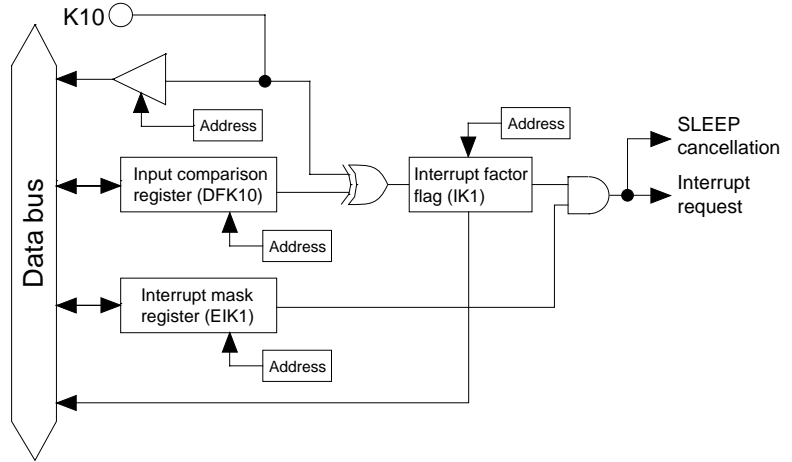 K10
Address
Address
SLEEP
cancellation
Input comparison
register (DFK10)
Interrupt factor
flag (IK1)
Interrupt
request
Address
Data bus
Interrupt mask
register (EIK1)
Address